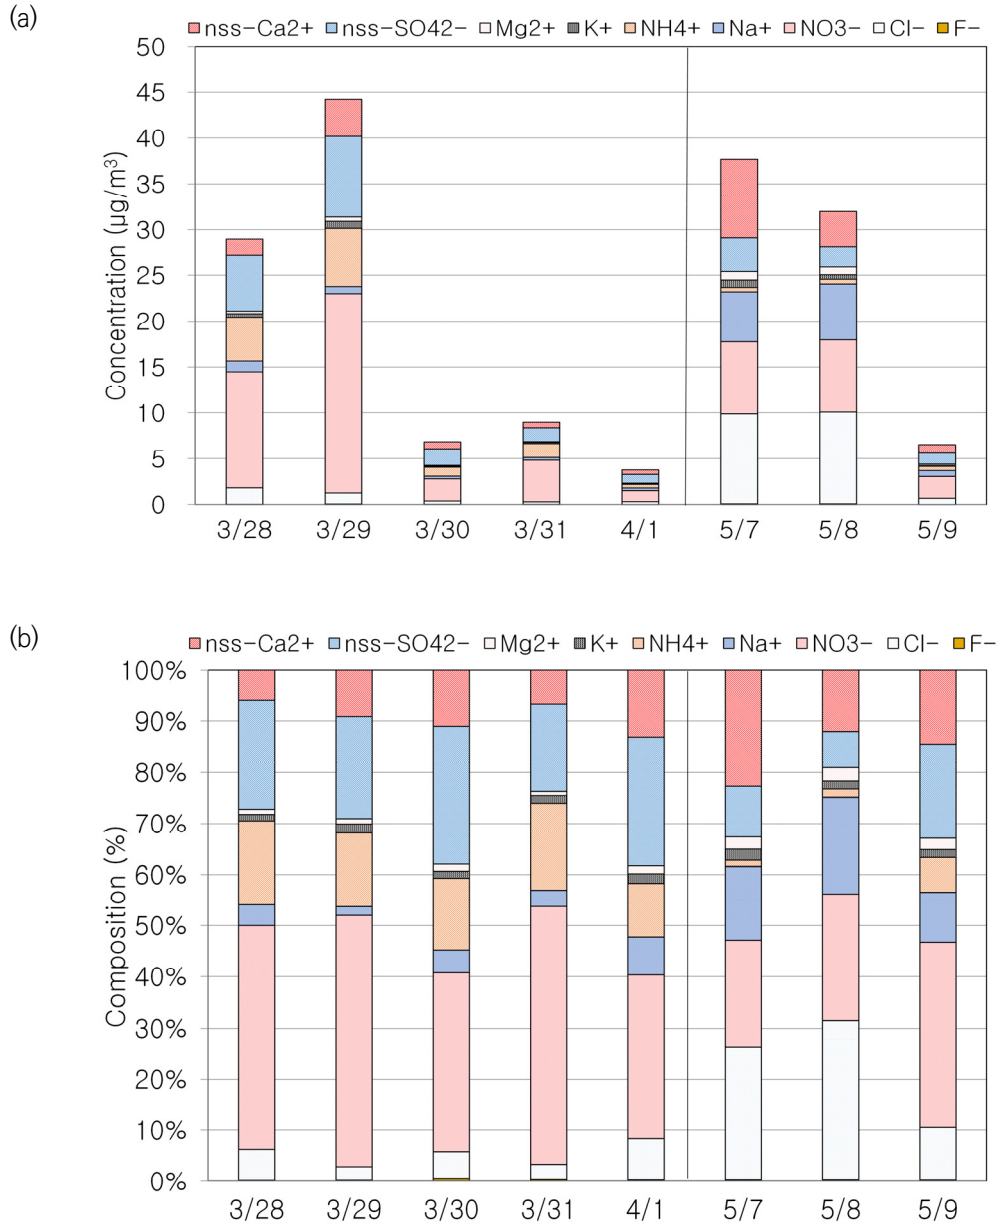 (a)
nss-Ca2+ nss-SO42- Mg2+ K+ NH4+ Na+ NO3- Cl- F-
Concentration (μg/m³)
50
45
40
35
30
25
20
15
10
5
0
3/28 3/29 3/30 3/31 4/1 5/7 5/8 5/9
(b)
nss-Ca2+ nss-SO42- Mg2+ K+ NH4+ Na+ NO3- Cl- F-
Composition (%)
100%
90%
80%
70%
60%
50%
40%
30%
20%
10%
0%
3/28 3/29 3/30 3/31 4/1 5/7 5/8 5/9